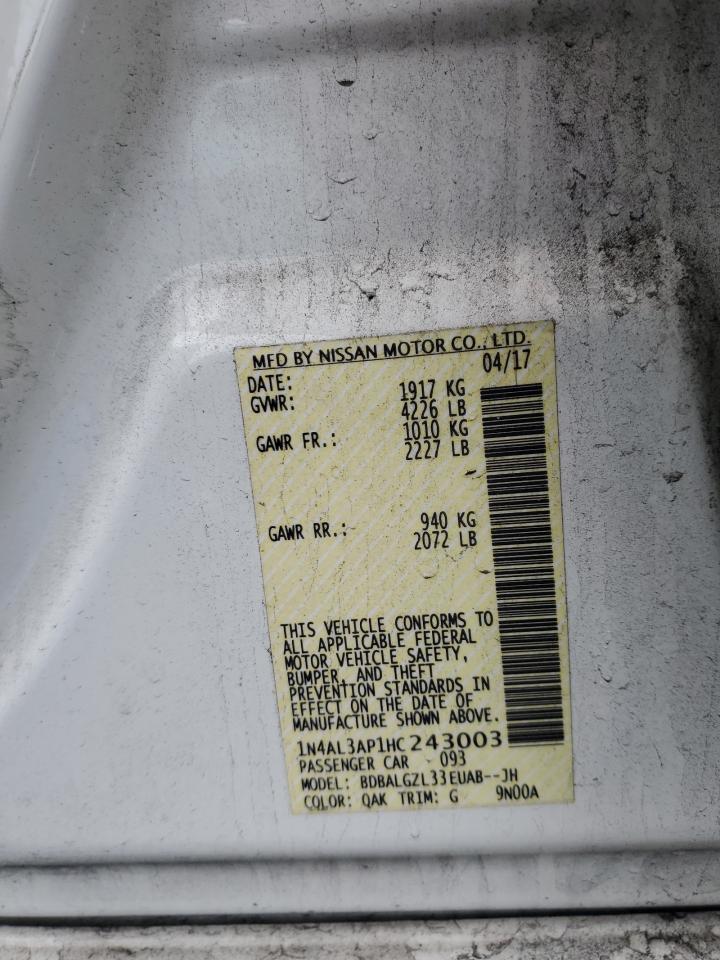 MFD BY NISSAN MOTOR CO., LTD.
DATE: 04/17
GVWR: 1917 KG
4226 LB
GAWR FR.: 1010 KG
2227 LB
GAWR RR.: 940 KG
2072 LB
THIS VEHICLE CONFORMS TO
ALL APPLICABLE FEDERAL
MOTOR VEHICLE SAFETY,
BUMPER, AND THEFT
PREVENTION STANDARDS IN
EFFECT ON THE DATE OF
MANUFACTURE SHOWN ABOVE.
1N4AL3AP1HC243003
PASSENGER CAR - 093
MODEL: BDBALGZL33EUAB--JH
COLOR: QAK TRIM: G 9N00A